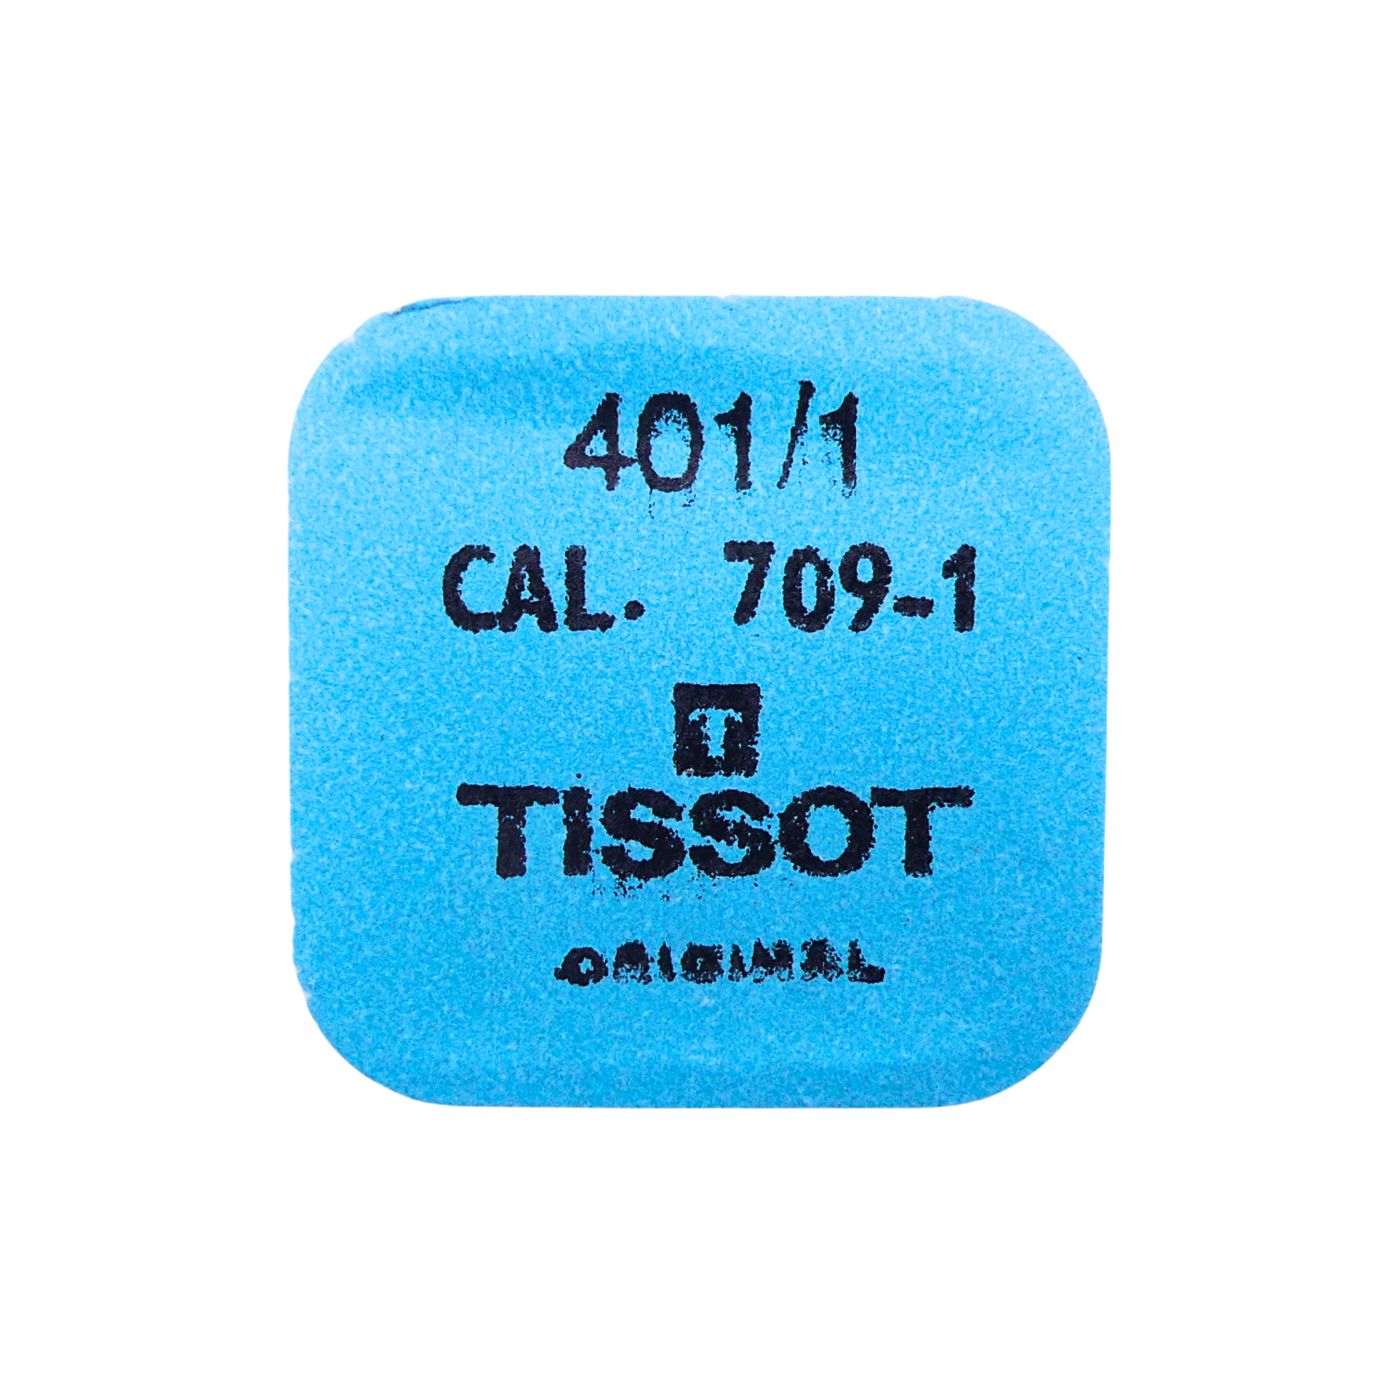 401/1
CAL. 709-1
T
TISSOT
ORIGINAL